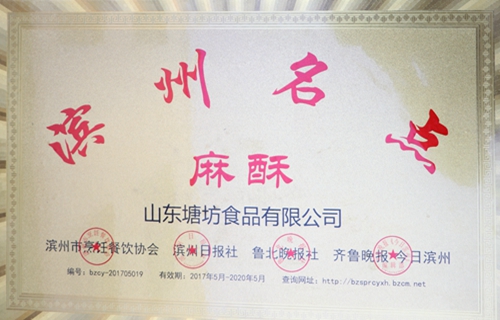 滨州名点
麻酥
山东塘坊食品有限公司
滨州市烹饪餐饮协会 滨州日报社 鲁北晚报社 齐鲁晚报·今日滨州
编号：bzcy-201705019 有效期：2017年5月-2020年5月 查询网址：http://bzsprcyxh.bzcm.net